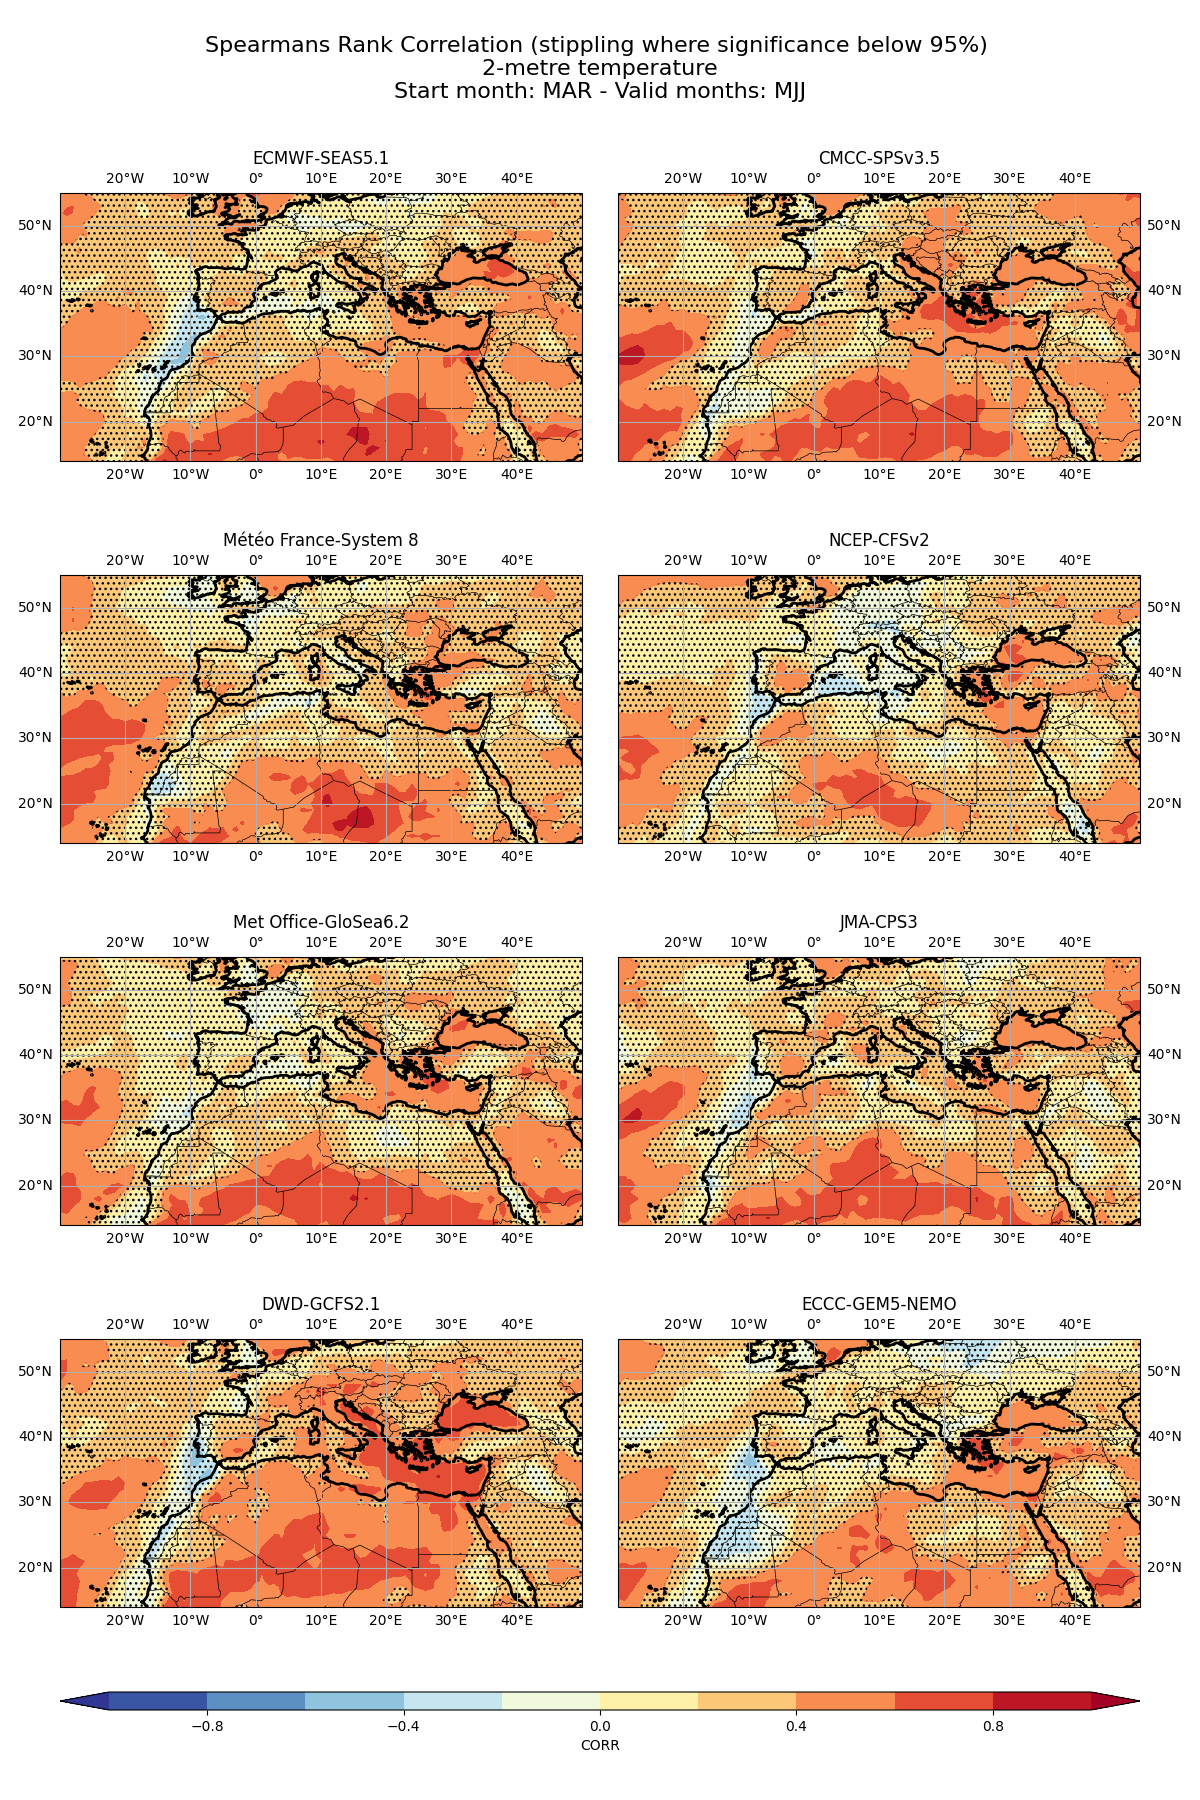 Spearmans Rank Correlation (stippling where significance below 95%)
2-metre temperature
Start month: MAR - Valid months: MJJ
ECMWF-SEAS5.1
20°W 10°W 0° 10°E 20°E 30°E 40°E
50°N
40°N
30°N
20°N
20°W 10°W 0° 10°E 20°E 30°E 40°E
CMCC-SPSv3.5
20°W 10°W 0° 10°E 20°E 30°E 40°E
50°N
40°N
30°N
20°N
20°W 10°W 0° 10°E 20°E 30°E 40°E
Météo France-System 8
20°W 10°W 0° 10°E 20°E 30°E 40°E
50°N
40°N
30°N
20°N
20°W 10°W 0° 10°E 20°E 30°E 40°E
NCEP-CFSv2
20°W 10°W 0° 10°E 20°E 30°E 40°E
50°N
40°N
30°N
20°N
20°W 10°W 0° 10°E 20°E 30°E 40°E
Met Office-GloSea6.2
20°W 10°W 0° 10°E 20°E 30°E 40°E
50°N
40°N
30°N
20°N
20°W 10°W 0° 10°E 20°E 30°E 40°E
JMA-CPS3
20°W 10°W 0° 10°E 20°E 30°E 40°E
50°N
40°N
30°N
20°N
20°W 10°W 0° 10°E 20°E 30°E 40°E
DWD-GCFS2.1
20°W 10°W 0° 10°E 20°E 30°E 40°E
50°N
40°N
30°N
20°N
20°W 10°W 0° 10°E 20°E 30°E 40°E
ECCC-GEM5-NEMO
20°W 10°W 0° 10°E 20°E 30°E 40°E
50°N
40°N
30°N
20°N
20°W 10°W 0° 10°E 20°E 30°E 40°E
−0.8 −0.4 0.0 0.4 0.8
CORR